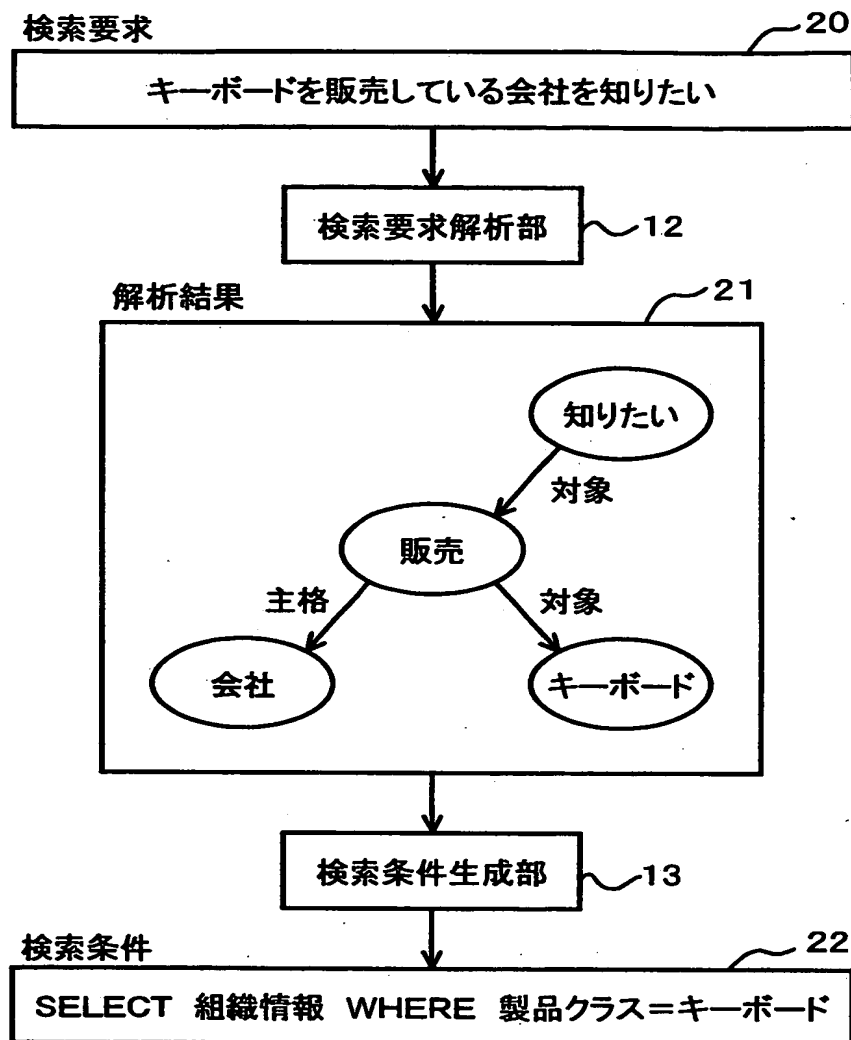 検索要求
20
キーボードを販売している会社を知りたい
検索要求解析部
12
解析結果
21
知りたい
対象
販売
主格
対象
会社
キーボード
検索条件生成部
13
検索条件
22
SELECT 組織情報 WHERE 製品クラス=キーボード